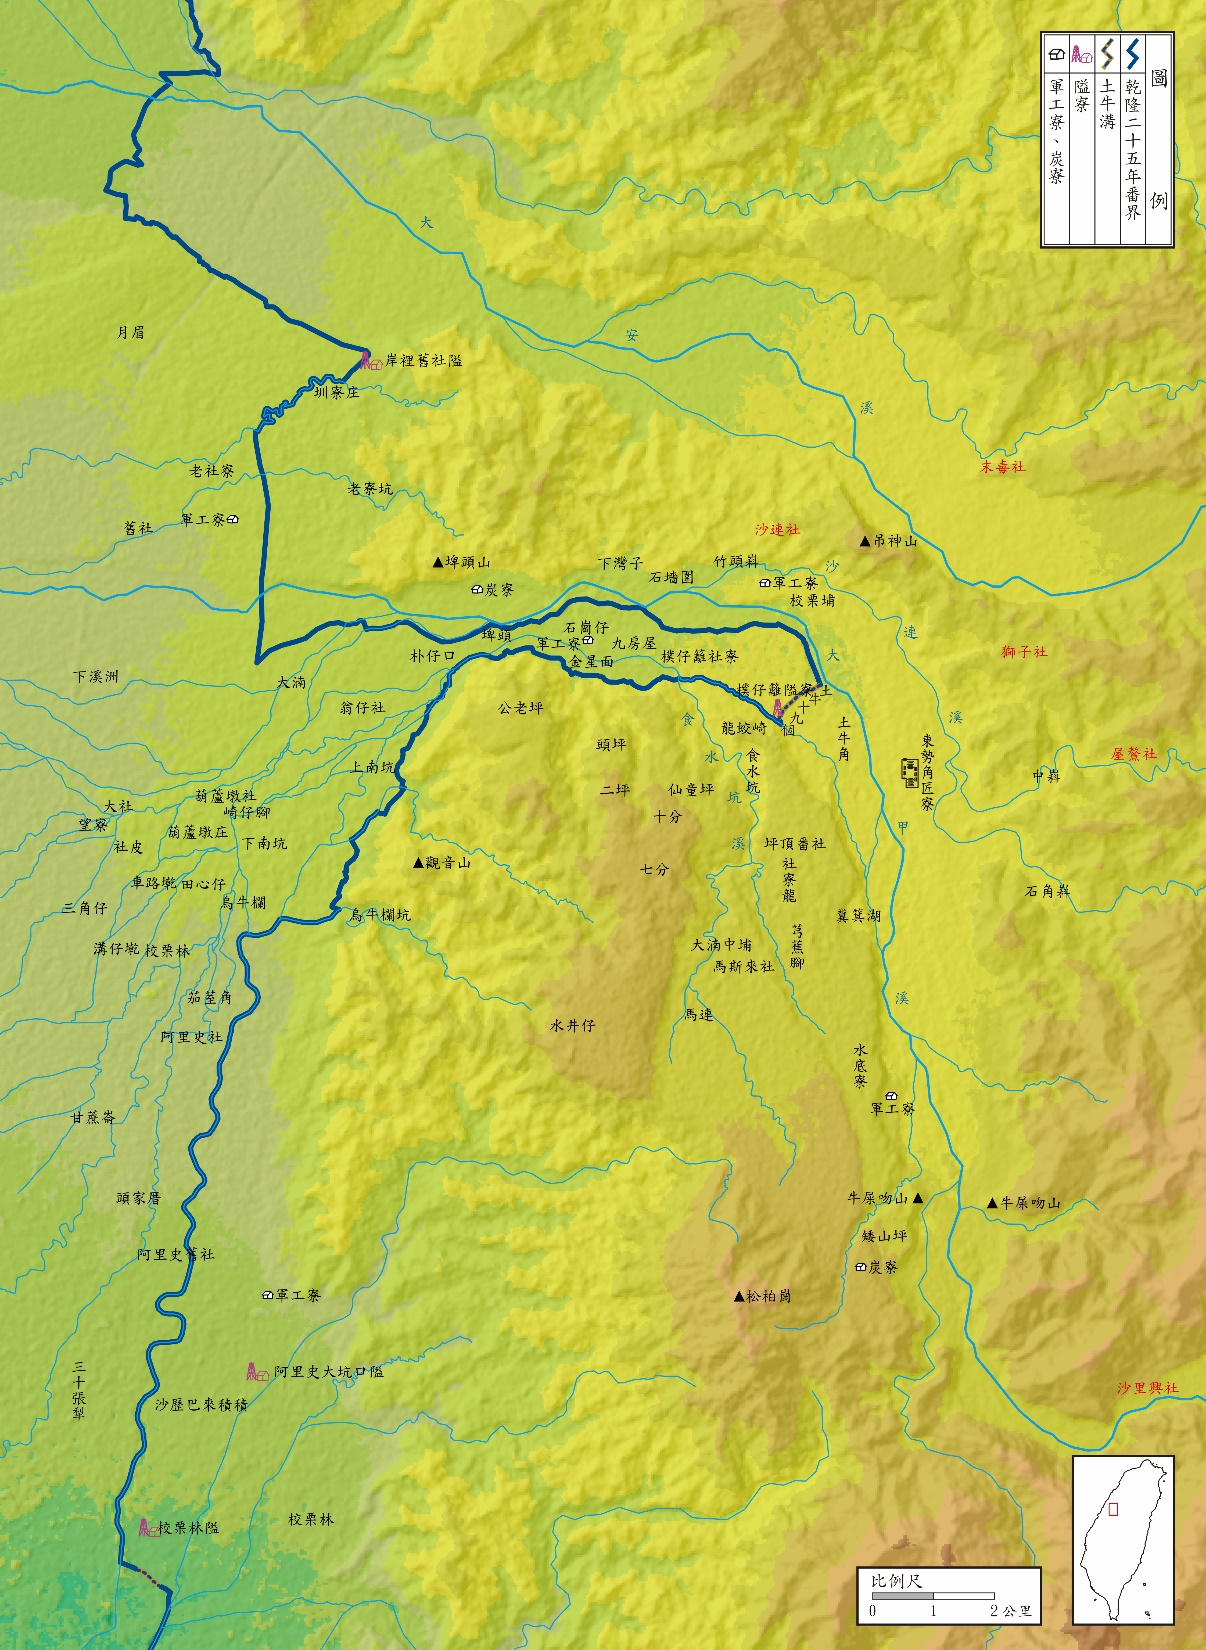 圖例
乾隆二十五年番界
土牛溝
隘寮
軍工寮、炭寮
大
安
溪
月眉
岸裡舊社隘
圳寮庄
老社寮
老寮坑
舊社
軍工寮
末毒社
沙連社
吊神山
埤頭山
炭寮
下灣子
石墻圍
竹頭科
軍工寮
校栗埔
沙
連
溪
獅子社
埤頭
石崗仔
軍工寮
九房屋
金星面
樸仔籬社寮
朴仔口
大
甲
溪
下溪洲
大湳
翁仔社
公老坪
樸仔籬隘寮
土
牛
十
九
個
龍蛟崎
土牛角
食
水
坑
溪
食水坑
頭坪
二坪
仙童坪
十分
七分
上南坑
東勢角匠寮
屋鏊社
中嵙
葫蘆墩社
崎仔腳
大社
望寮
葫蘆墩庄
社皮
下南坑
觀音山
坪頂番社
社寮龍
車路墘
田心仔
烏牛欄
烏牛欄坑
三角仔
石角嵙
糞箕湖
芎蕉腳
溝仔墘
校栗林
大湳中埔
馬斯來社
茄荎角
馬連
水井仔
阿里史社
水底寮
軍工寮
甘蔗崙
頭家厝
牛屎吻山
牛屎吻山
矮山坪
炭寮
阿里史舊社
軍工寮
松柏崗
阿里史大坑口隘
三十張犁
沙歷巴來積積
沙里興社
校栗林隘
校栗林
比例尺
0 1 2 公里